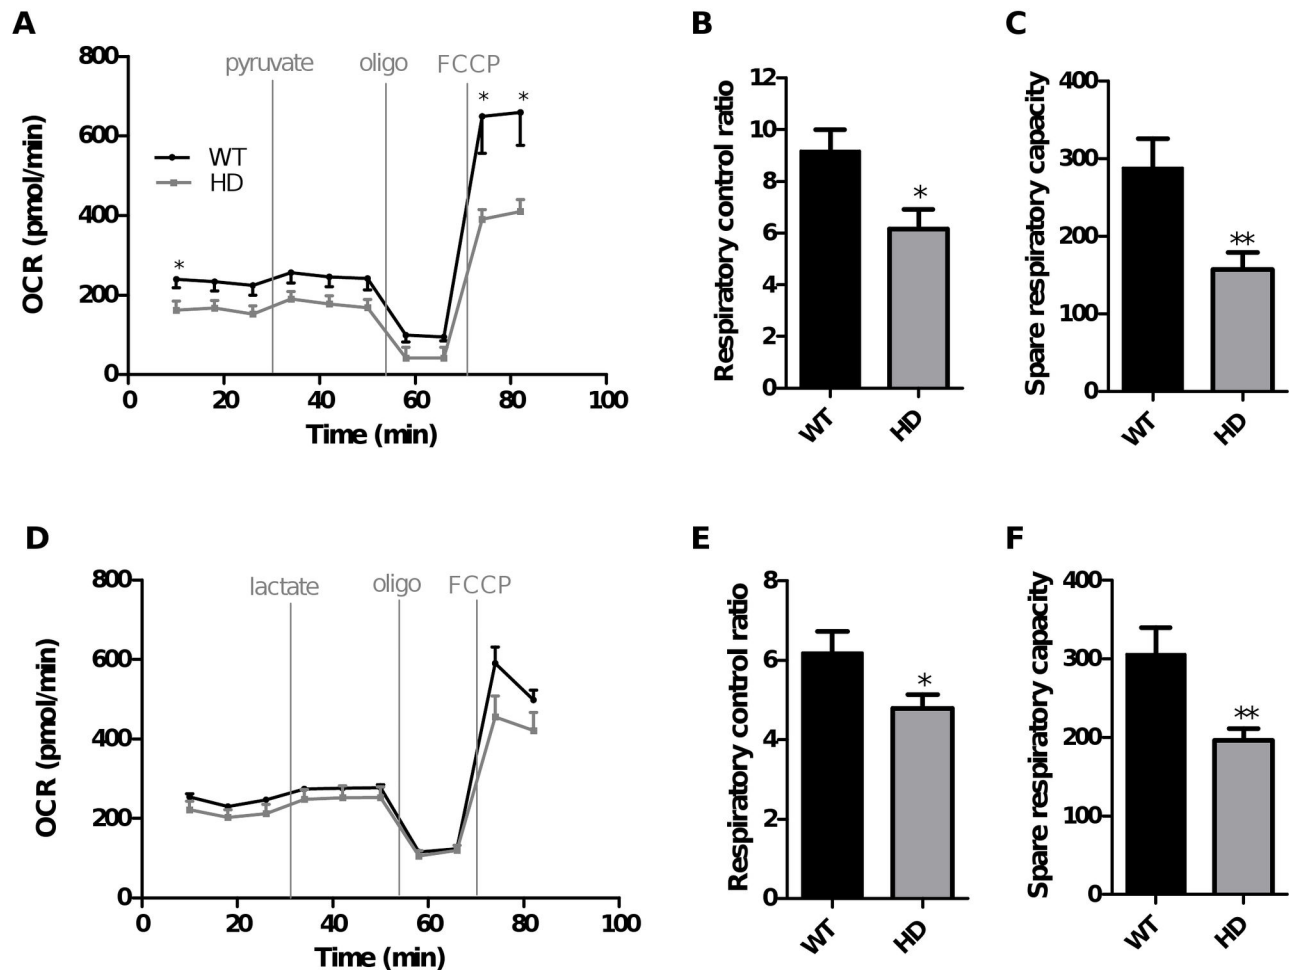 A
OCR (pmol/min)
800
600
400
200
0
pyruvate
oligo
FCCP
* *
WT
HD
*
0 20 40 60 80 100
Time (min)
B
Respiratory control ratio
12
10
8
6
4
2
0
*
WT HD
C
Spare respiratory capacity
400
300
200
100
0
**
WT HD
D
OCR (pmol/min)
800
600
400
200
0
lactate
oligo
FCCP
0 20 40 60 80 100
Time (min)
E
Respiratory control ratio
8
6
4
2
0
*
WT HD
F
Spare respiratory capacity
400
300
200
100
0
**
WT HD